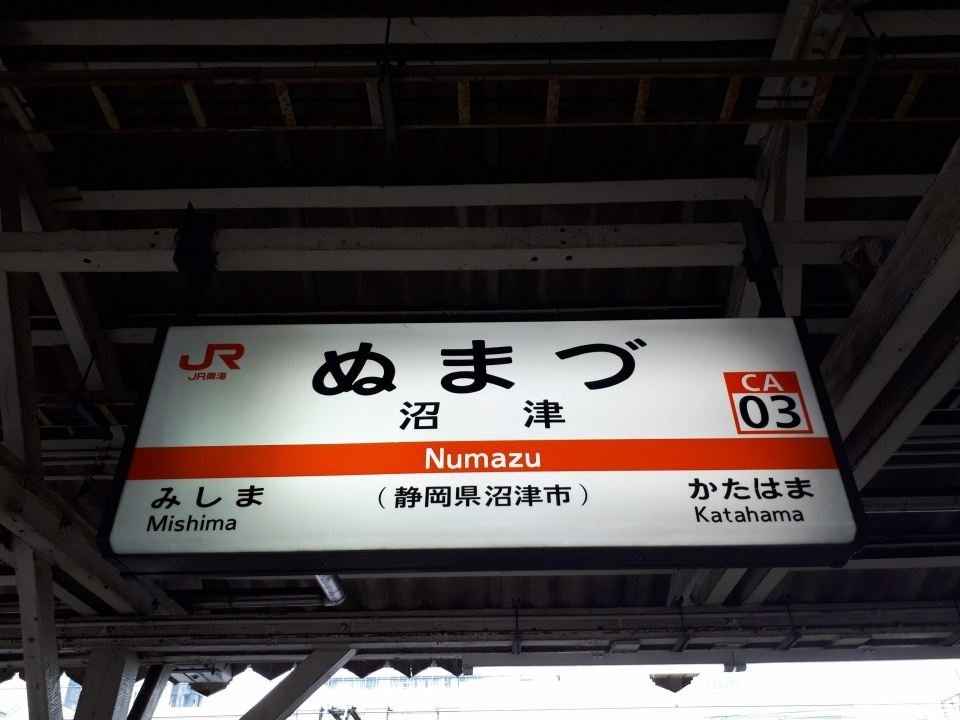 JR
JR東海
ぬまづ
沼津
CA
03
Numazu
みしま
Mishima
（静岡県沼津市）
かたはま
Katahama